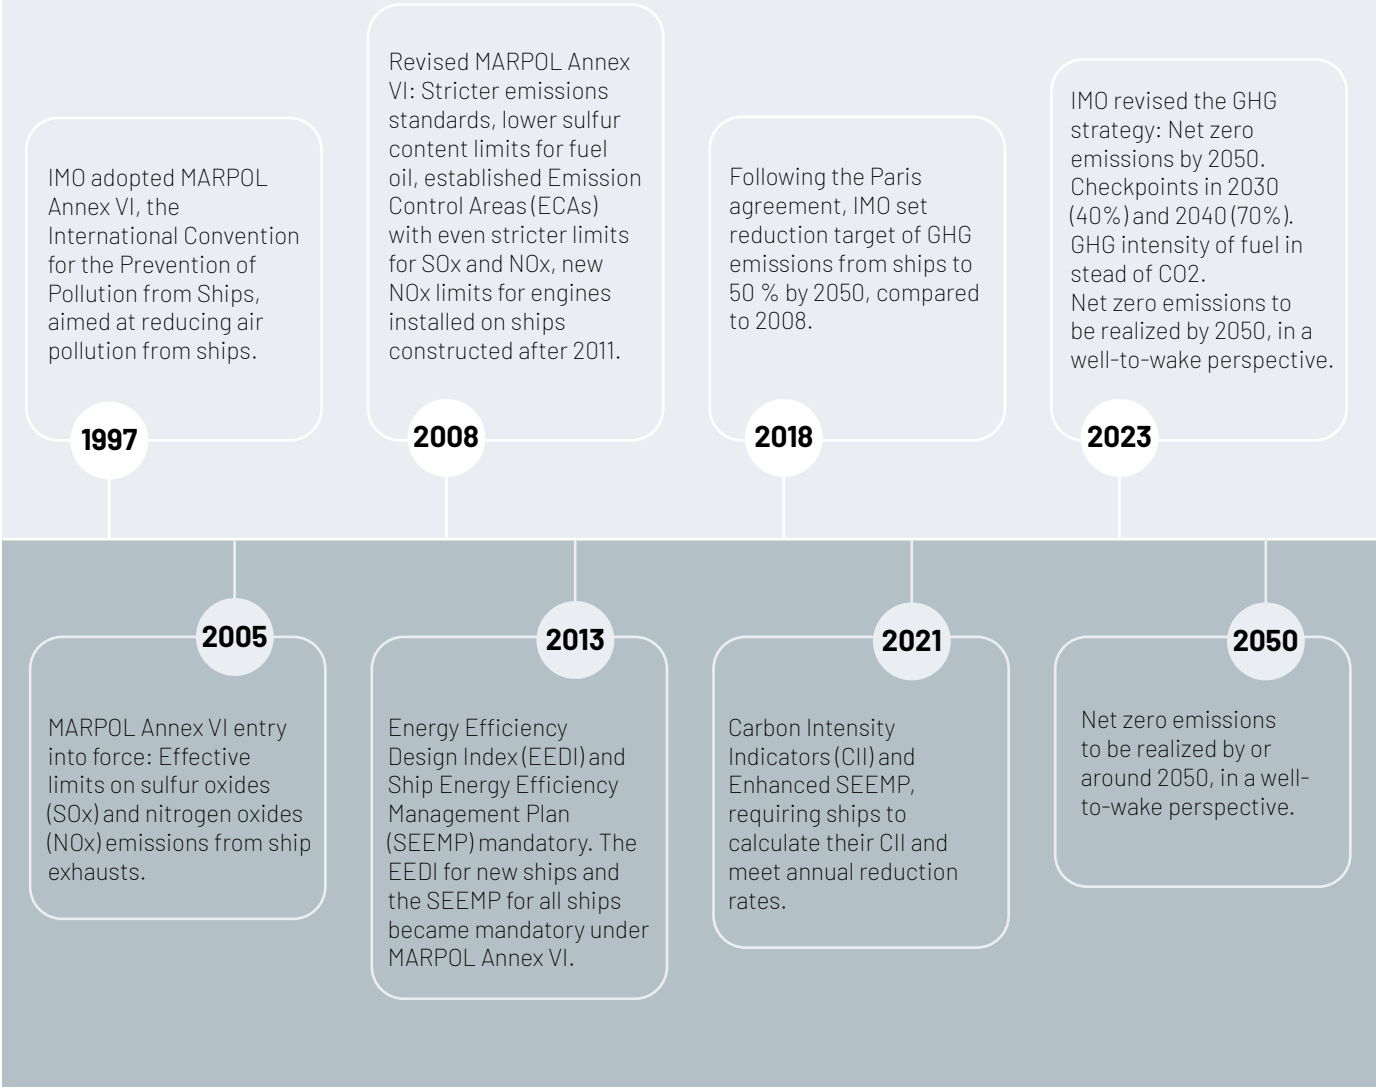 IMO adopted MARPOL
Annex VI, the
International Convention
for the Prevention of
Pollution from Ships,
aimed at reducing air
pollution from ships.
1997
Revised MARPOL Annex
VI: Stricter emissions
standards, lower sulfur
content limits for fuel
oil, established Emission
Control Areas (ECAs)
with even stricter limits
for SOx and NOx, new
NOx limits for engines
installed on ships
constructed after 2011.
2008
Following the Paris
agreement, IMO set
reduction target of GHG
emissions from ships to
50 % by 2050, compared
to 2008.
2018
IMO revised the GHG
strategy: Net zero
emissions by 2050.
Checkpoints in 2030
(40%) and 2040 (70%).
GHG intensity of fuel in
stead of CO2.
Net zero emissions to
be realized by 2050, in a
well-to-wake perspective.
2023
2005
MARPOL Annex VI entry
into force: Effective
limits on sulfur oxides
(SOx) and nitrogen oxides
(NOx) emissions from ship
exhausts.
2013
Energy Efficiency
Design Index (EEDI) and
Ship Energy Efficiency
Management Plan
(SEEMP) mandatory. The
EEDI for new ships and
the SEEMP for all ships
became mandatory under
MARPOL Annex VI.
2021
Carbon Intensity
Indicators (CII) and
Enhanced SEEMP,
requiring ships to
calculate their CII and
meet annual reduction
rates.
2050
Net zero emissions
to be realized by or
around 2050, in a well-
to-wake perspective.